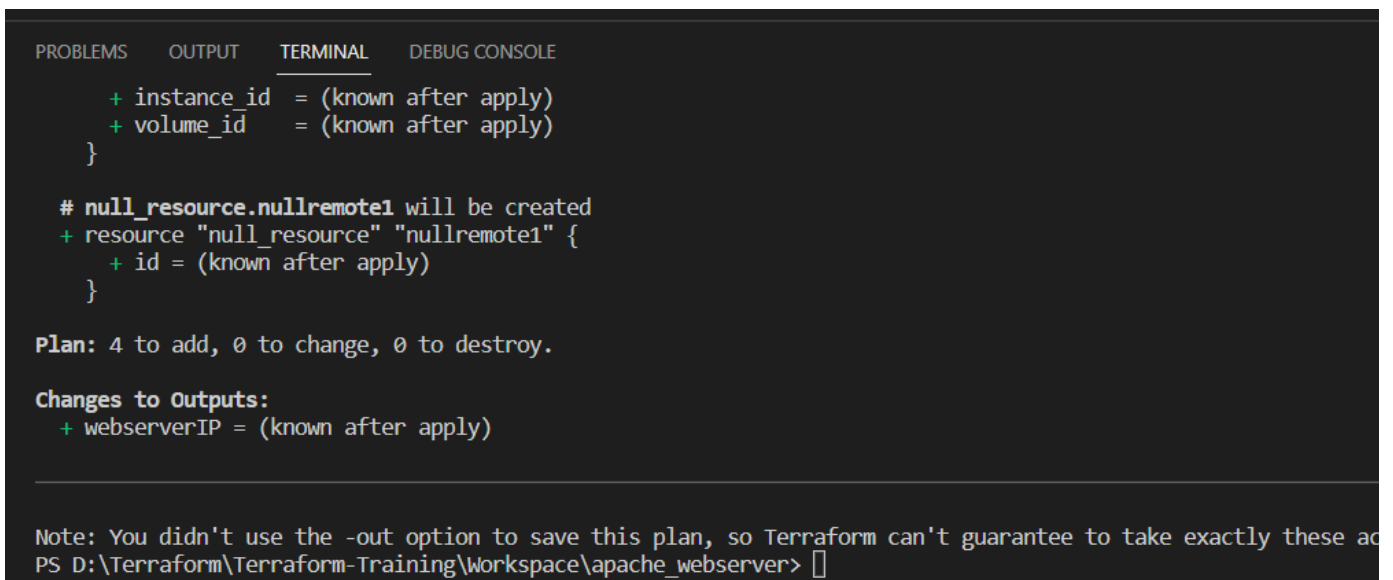 PROBLEMS OUTPUT TERMINAL DEBUG CONSOLE
+ instance_id = (known after apply)
+ volume_id = (known after apply)
}
# null_resource.nullremote1 will be created
+ resource "null_resource" "nullremote1" {
+ id = (known after apply)
}
Plan: 4 to add, 0 to change, 0 to destroy.
Changes to Outputs:
+ webserverIP = (known after apply)
Note: You didn't use the -out option to save this plan, so Terraform can't guarantee to take exactly these
PS D:\Terraform\Terraform-Training\Workspace\apache_webserver>